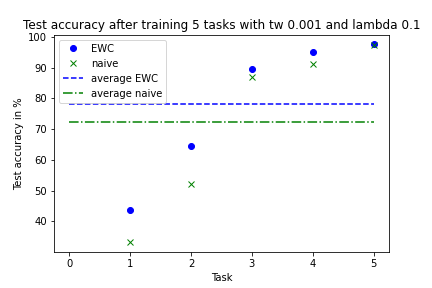 Test accuracy after training 5 task with tw 0.001 and lambda 0.1
EWC
naive
average EWC
average naive
Test accuracy in %
100
90
80
70
60
50
40
0 1 2 3 4 5
Task